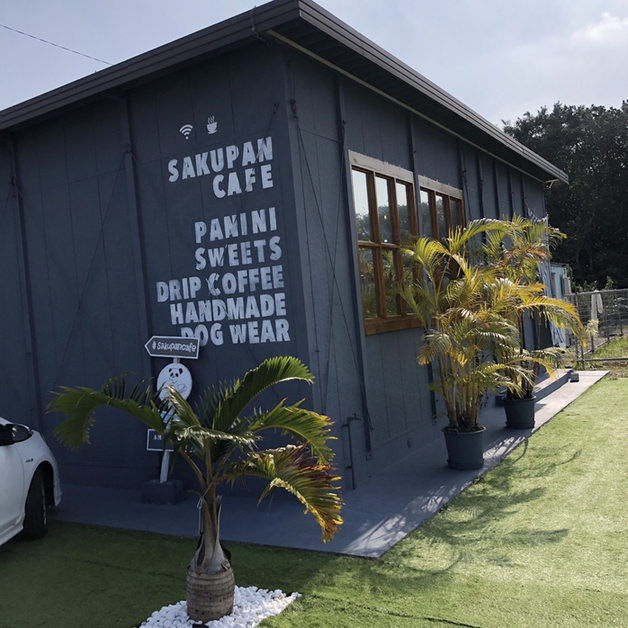 SAKUPAN
CAFE
PANINI
SWEETS
DRIP COFFEE
HANDMADE
DOG WEAR
#sakupancafe